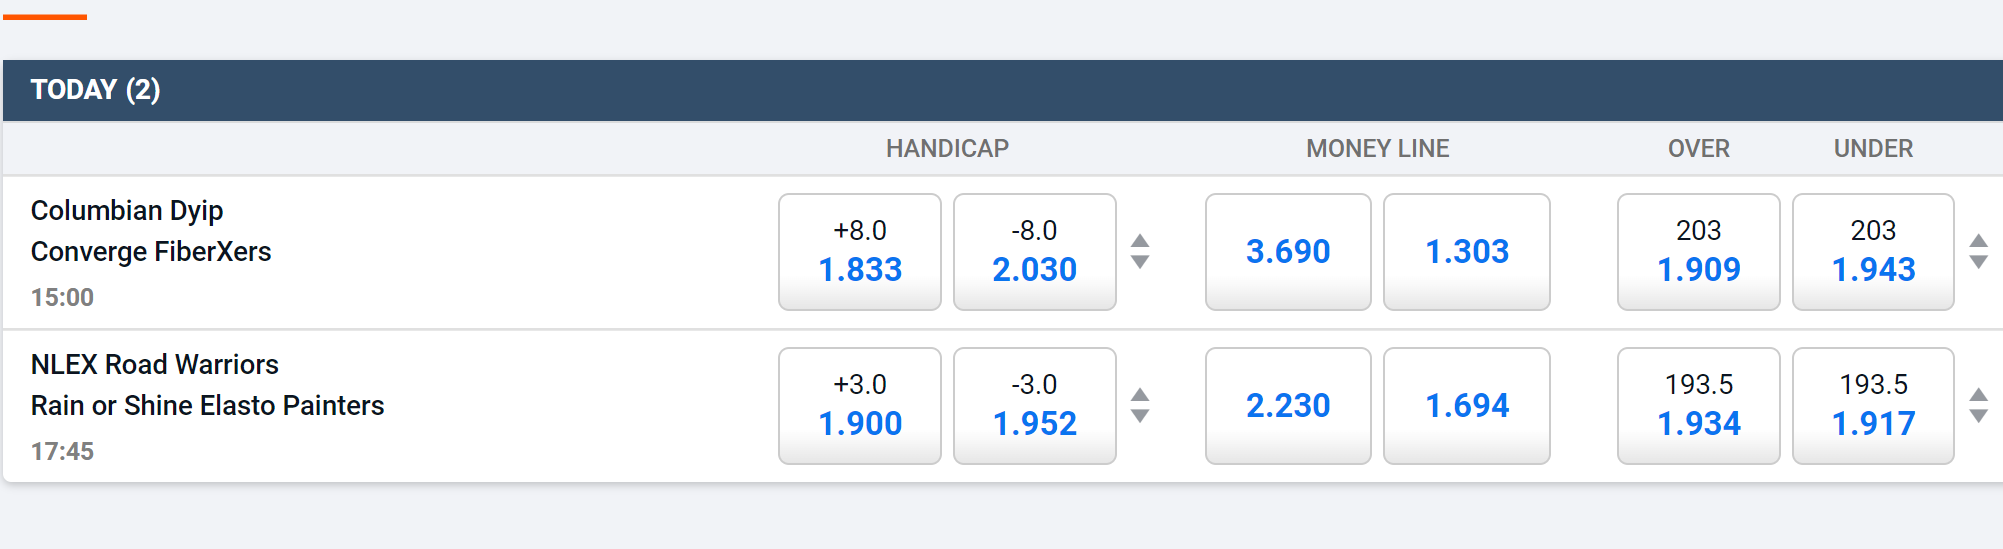 TODAY (2)
HANDICAP MONEY LINE OVER UNDER
Columbian Dyip
Converge FiberXers
15:00
+8.0 -8.0 203 203
1.833 2.030 3.690 1.303 1.909 1.943
NLEX Road Warriors
Rain or Shine Elasto Painters
17:45
+3.0 -3.0 193.5 193.5
1.900 1.952 2.230 1.694 1.934 1.917